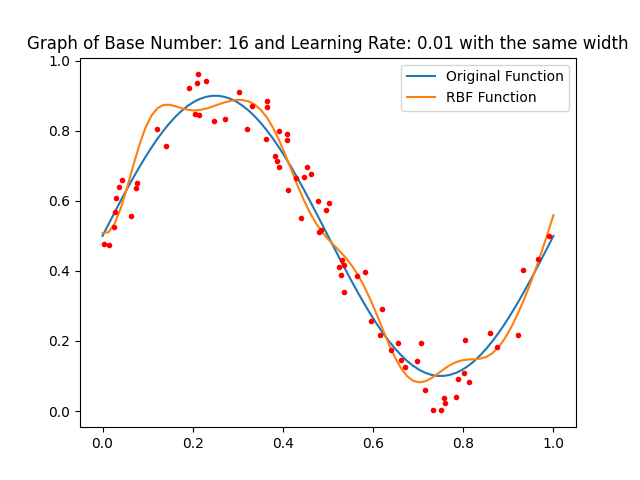 Graph of Base Number: 16 and Learning Rate: 0.01 with the same width
Original Function
RBF Function
1.0
0.8
0.6
0.4
0.2
0.0
0.0 0.2 0.4 0.6 0.8 1.0